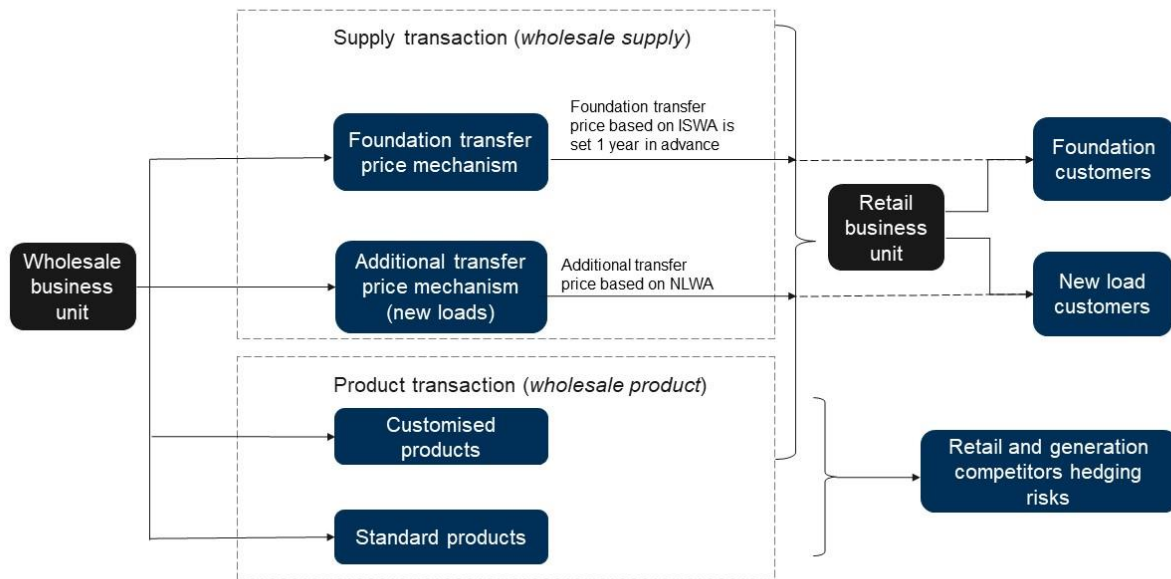 Supply transaction (wholesale supply)
Foundation transfer
price mechanism
Foundation transfer
price based on ISWA is
set 1 year in advance
Foundation
customers
Retail
business
unit
Wholesale
business
unit
Additional transfer
price mechanism
(new loads)
Additional transfer
price based on NLWA
New load
customers
Product transaction (wholesale product)
Customised
products
Retail and generation
competitors hedging
risks
Standard products